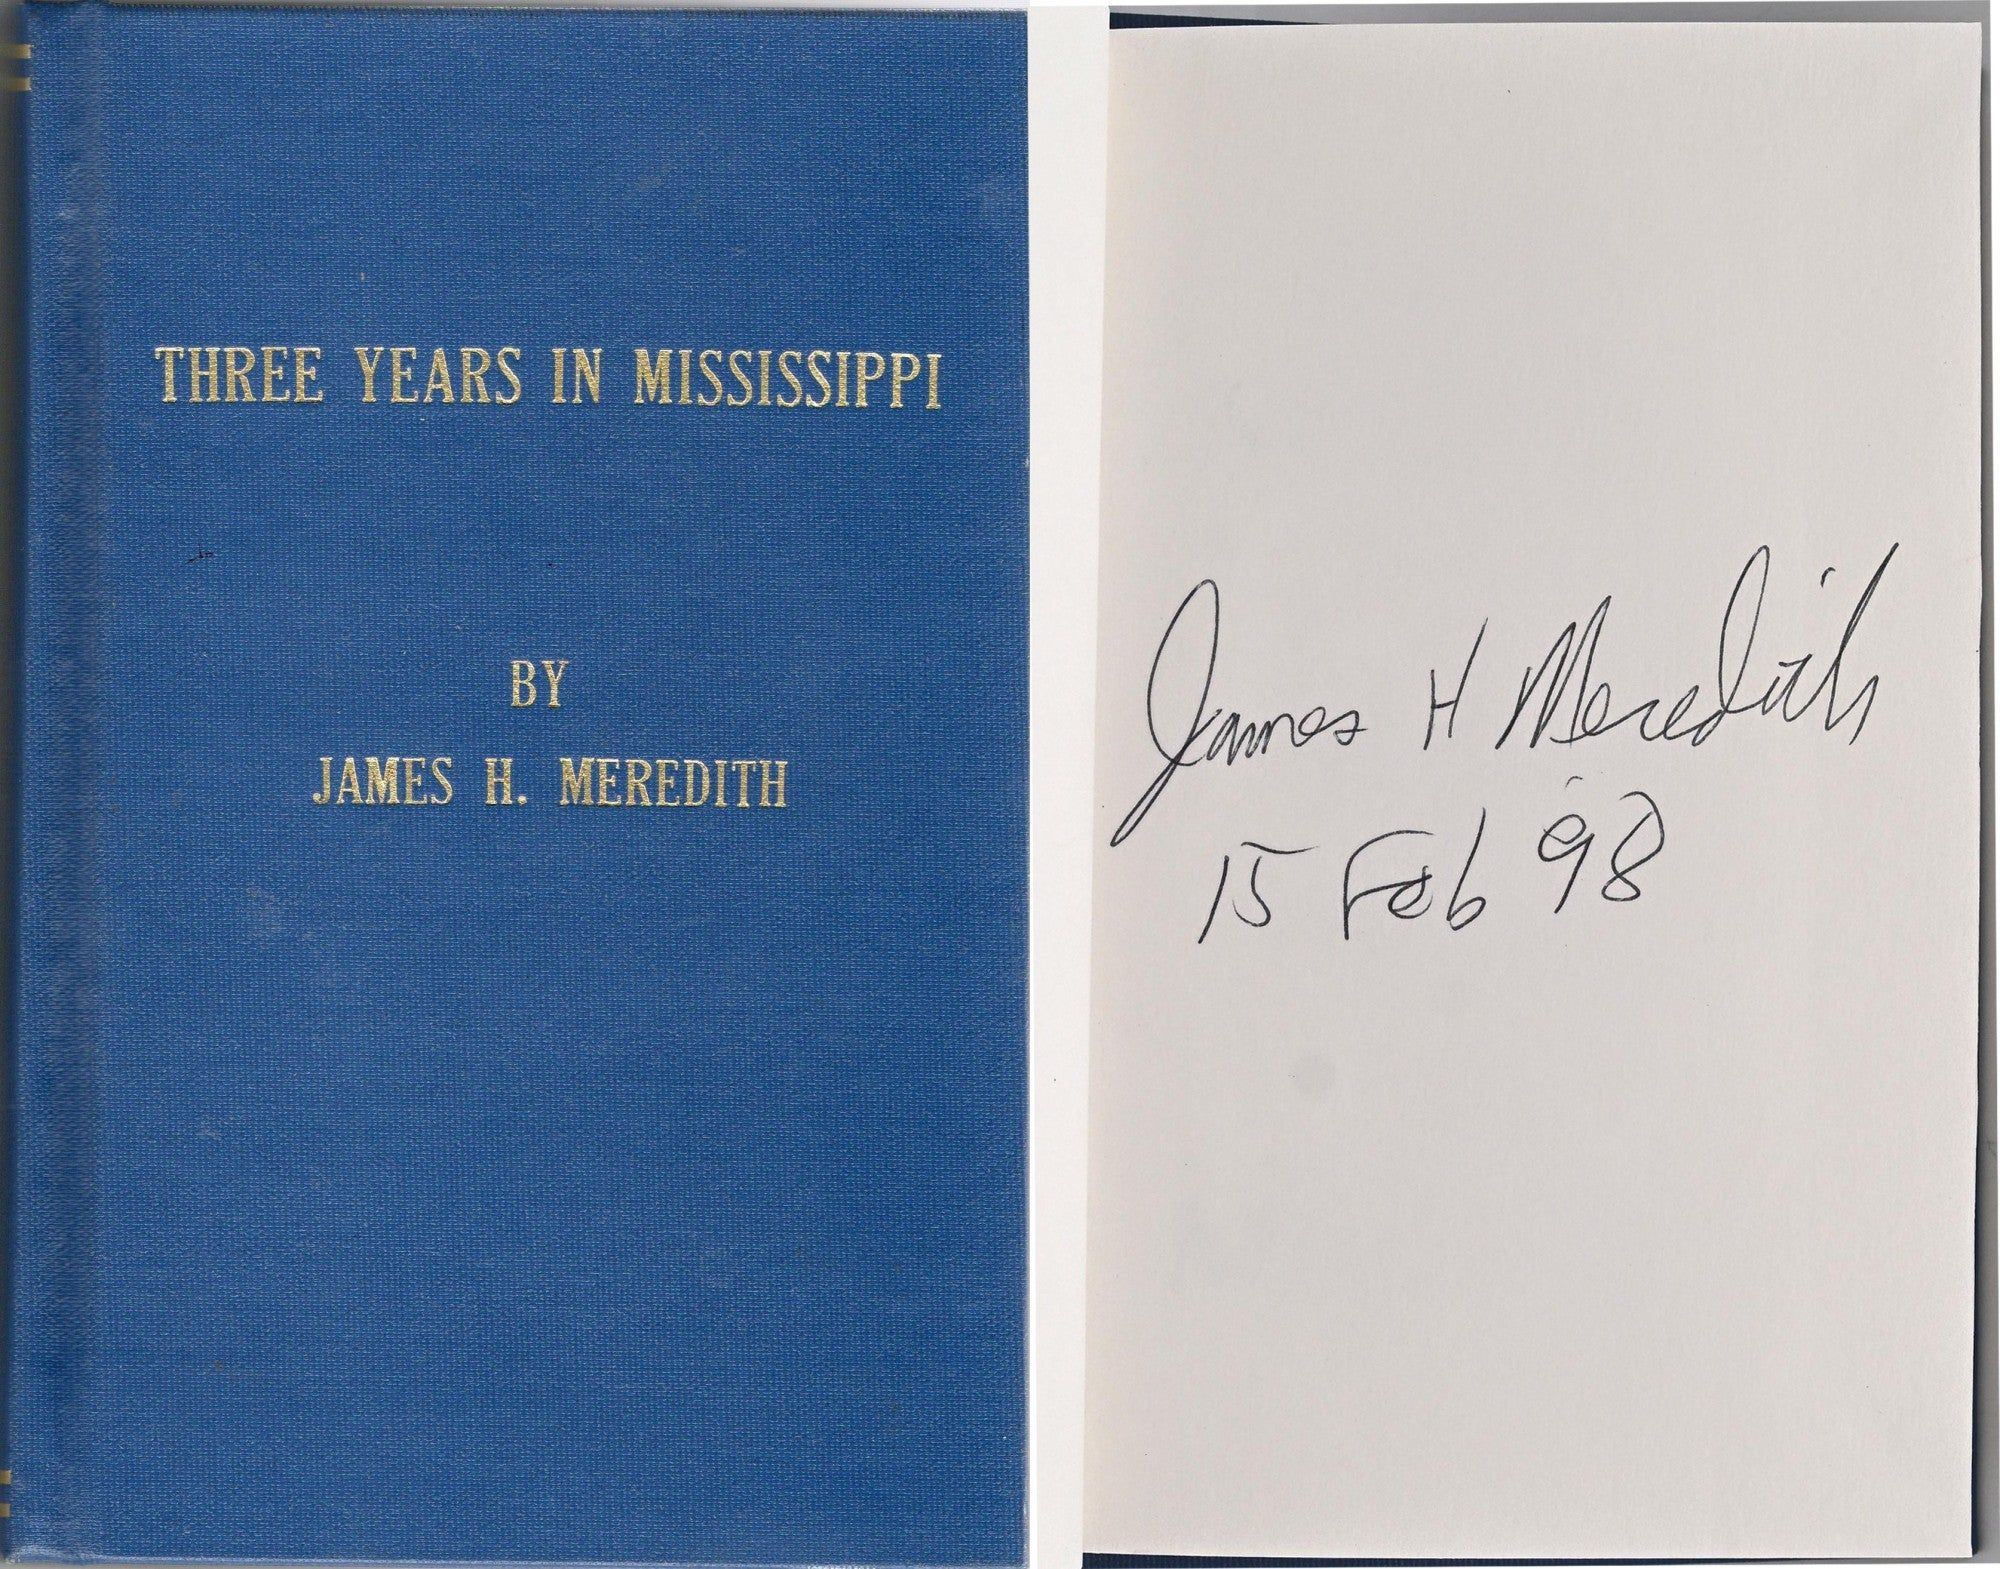 THREE YEARS IN MISSISSIPPI
BY
JAMES H. MEREDITH
James H Meredith
15 Feb '98